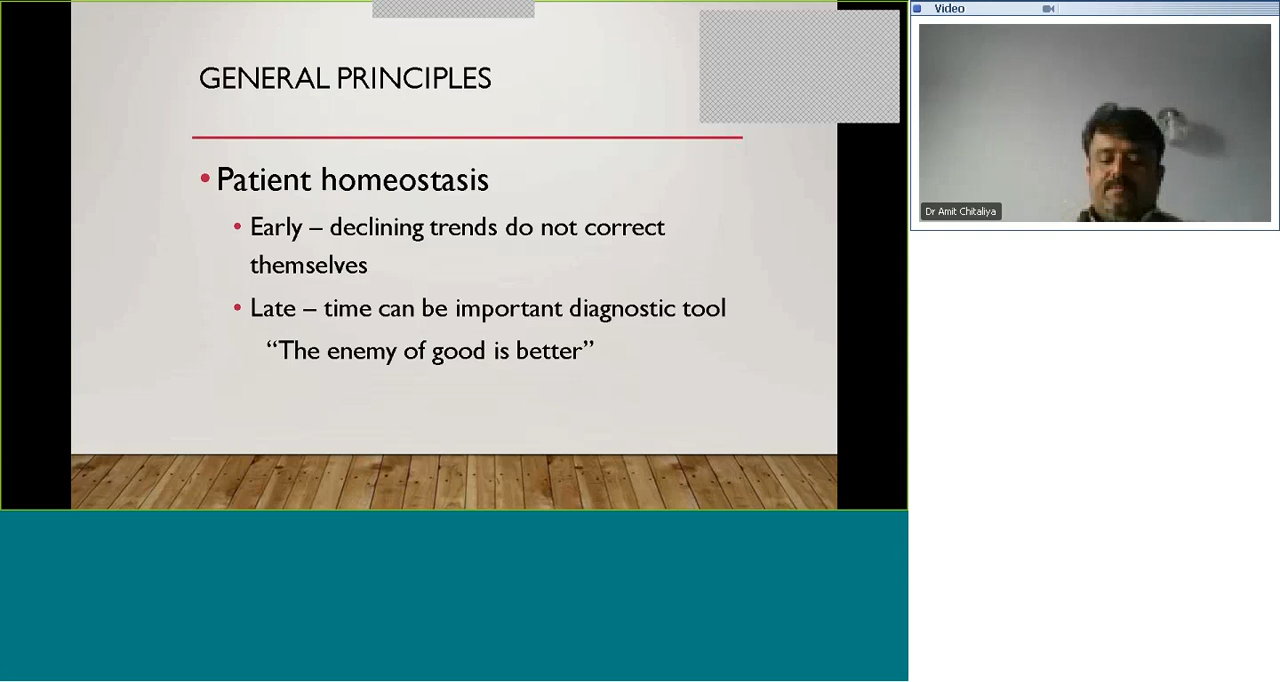 GENERAL PRINCIPLES
•Patient homeostasis
• Early – declining trends do not correct
themselves
• Late – time can be important diagnostic tool
“The enemy of good is better”
Video
Dr Amit Chitaliya